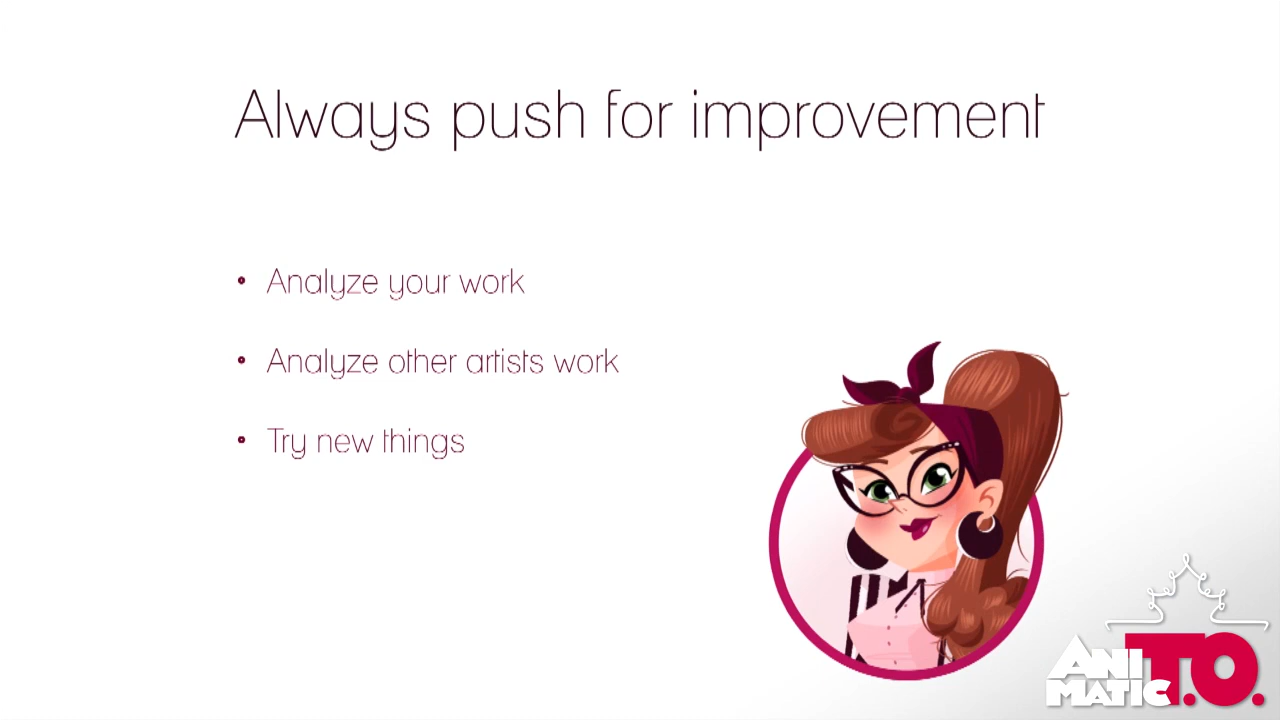 Always push for improvement
• Analyze your work
• Analyze other artists work
• Try new things
ANI
MATIC T.O.